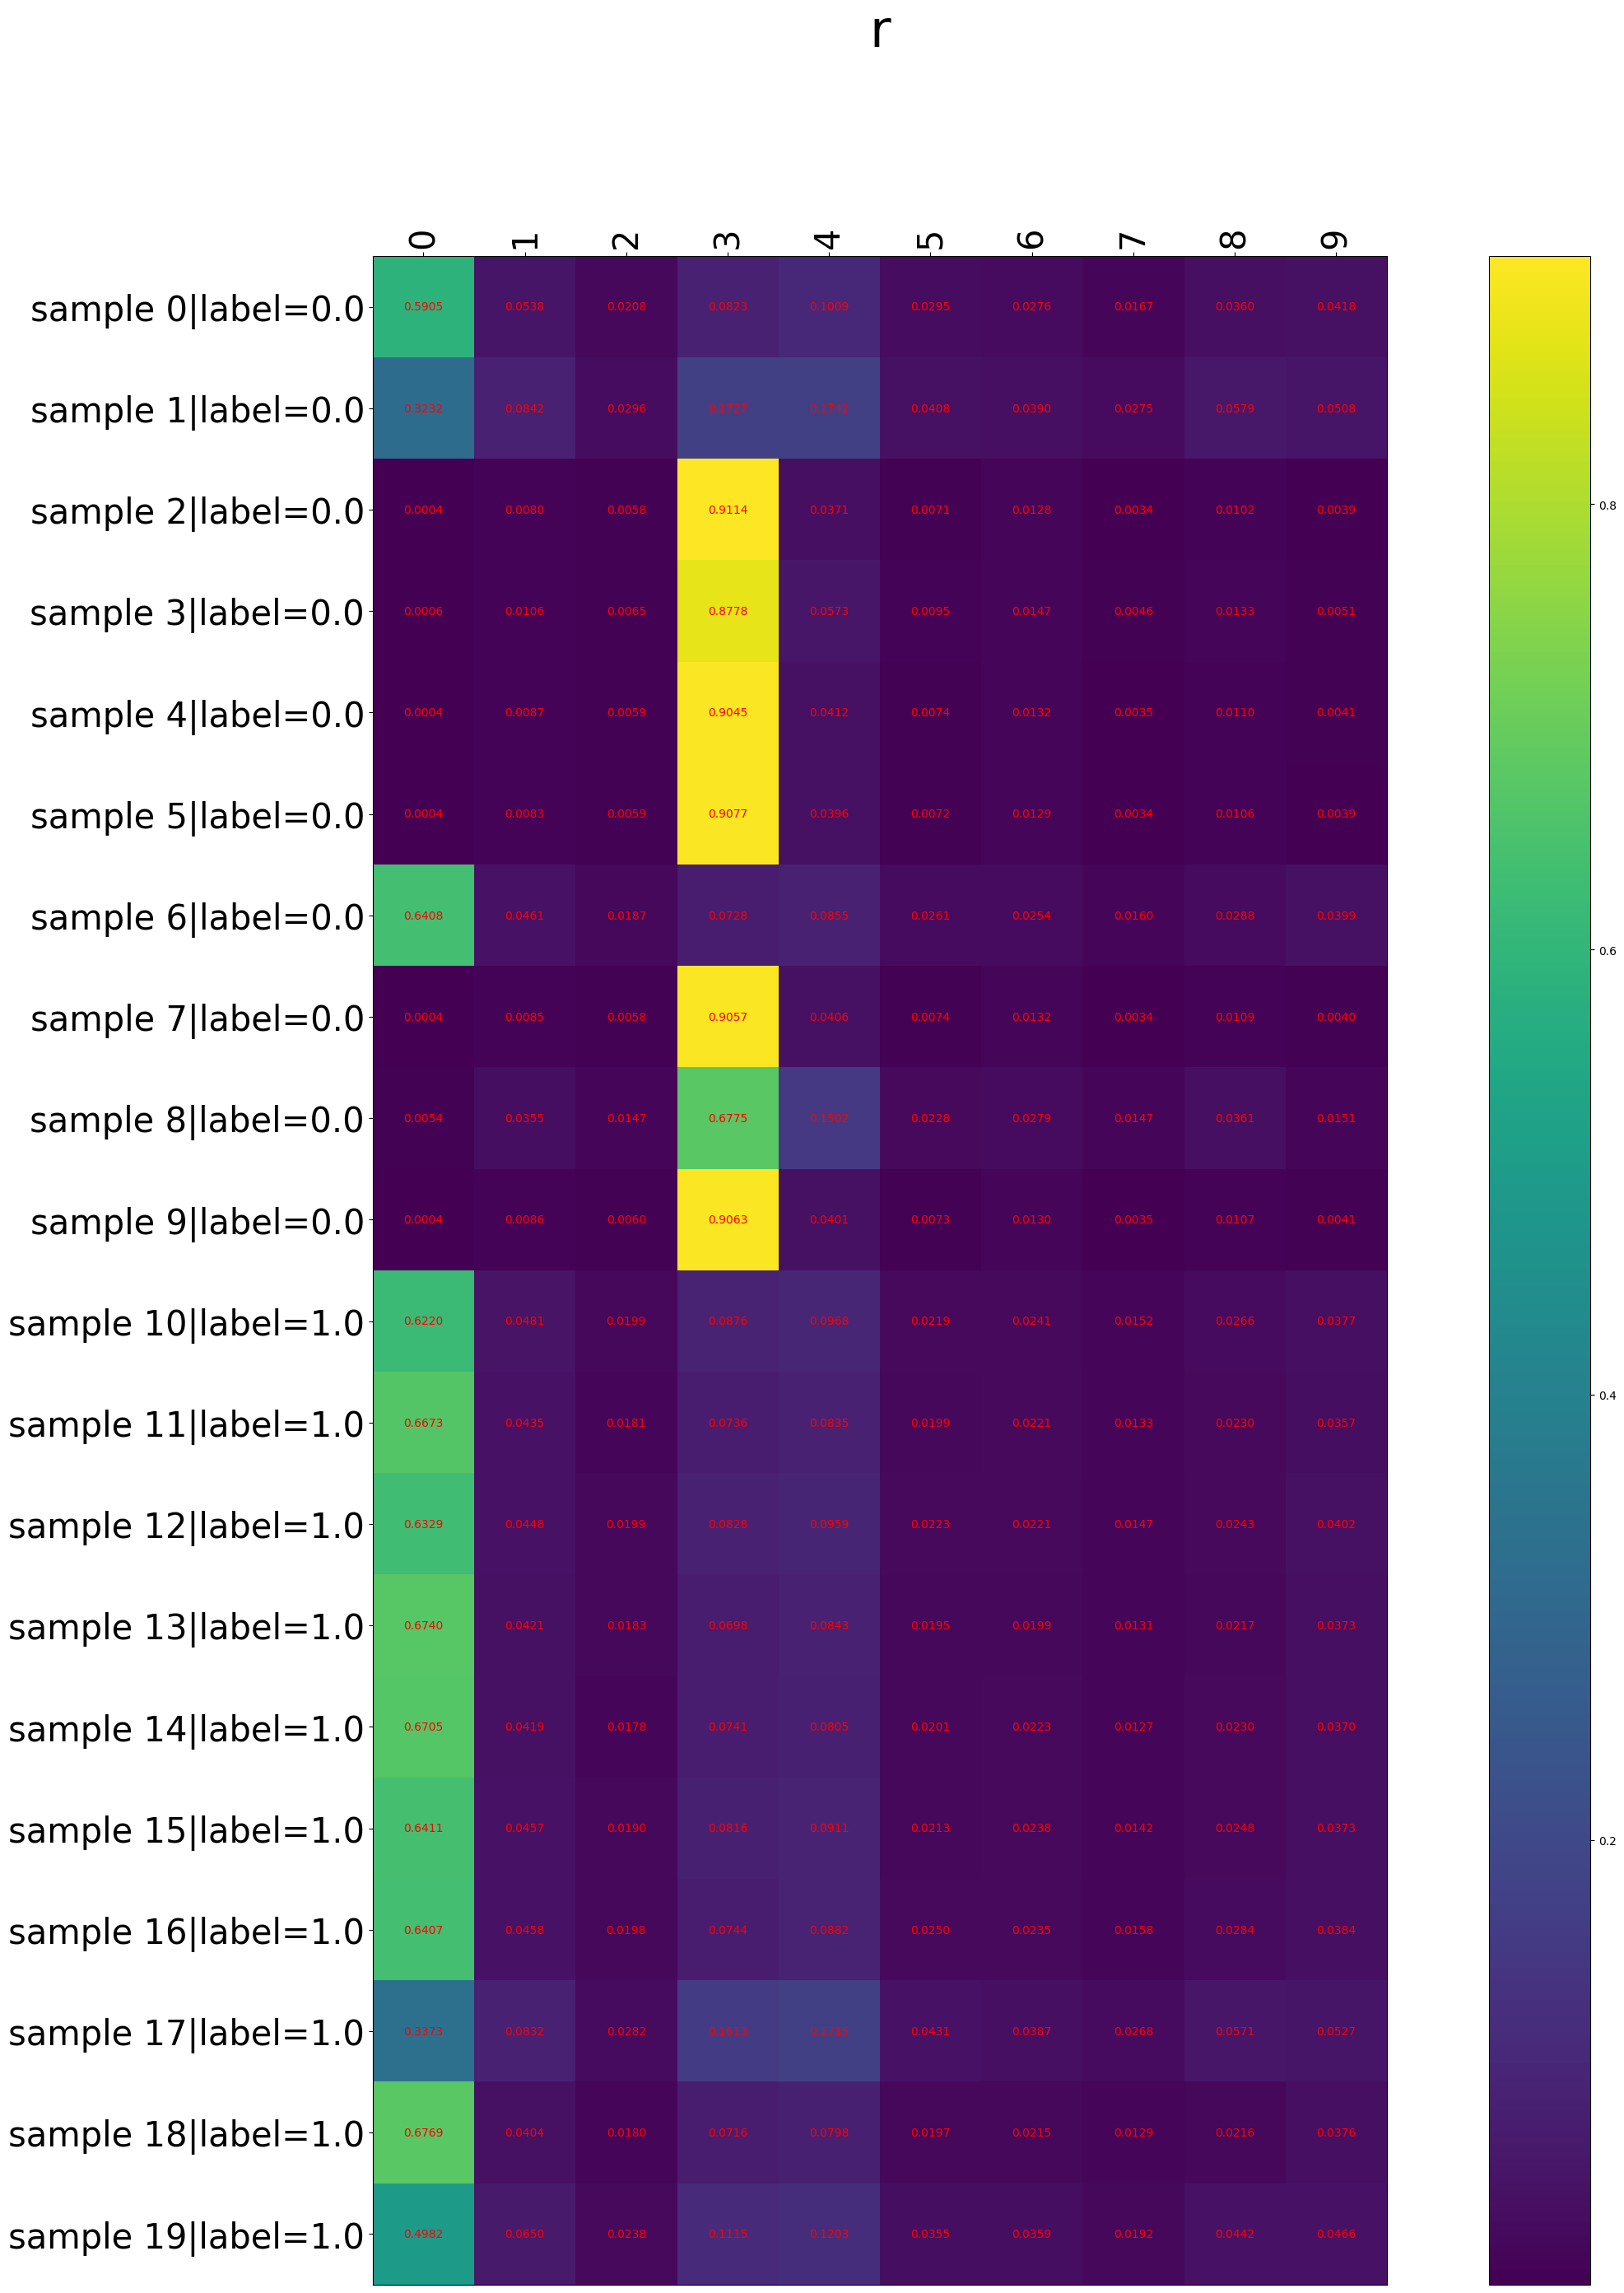 r
0 1 2 3 4 5 6 7 8 9
sample 0|label=0.0 0.5905 0.0538 0.0208 0.0823 0.1009 0.0295 0.0276 0.0167 0.0360 0.0418
sample 1|label=0.0 0.3232 0.0842 0.0296 0.1727 0.1742 0.0408 0.0390 0.0275 0.0579 0.0508
sample 2|label=0.0 0.0004 0.0080 0.0058 0.9114 0.0371 0.0071 0.0128 0.0034 0.0102 0.0039
0.8
sample 3|label=0.0 0.0006 0.0106 0.0065 0.8778 0.0573 0.0095 0.0147 0.0046 0.0133 0.0051
sample 4|label=0.0 0.0004 0.0087 0.0059 0.9045 0.0412 0.0074 0.0132 0.0035 0.0110 0.0041
sample 5|label=0.0 0.0004 0.0083 0.0059 0.9077 0.0396 0.0072 0.0129 0.0034 0.0106 0.0039
sample 6|label=0.0 0.6408 0.0461 0.0187 0.0728 0.0855 0.0261 0.0254 0.0160 0.0288 0.0399
0.6
sample 7|label=0.0 0.0004 0.0085 0.0058 0.9057 0.0406 0.0074 0.0132 0.0034 0.0109 0.0040
sample 8|label=0.0 0.0054 0.0355 0.0147 0.6775 0.0228 0.0279 0.0147 0.0361 0.0151
sample 9|label=0.0 0.0004 0.0086 0.0060 0.9063 0.0401 0.0073 0.0130 0.0035 0.0107 0.0041
sample 10|label=1.0 0.6220 0.0481 0.0199 0.0876 0.0968 0.0219 0.0241 0.0152 0.0266 0.0377
0.4
sample 11|label=1.0 0.6673 0.0435 0.0181 0.0736 0.0835 0.0199 0.0221 0.0133 0.0230 0.0357
sample 12|label=1.0 0.6329 0.0448 0.0199 0.0828 0.0959 0.0223 0.0221 0.0147 0.0243 0.0402
sample 13|label=1.0 0.6740 0.0421 0.0183 0.0698 0.0843 0.0195 0.0199 0.0131 0.0217 0.0373
sample 14|label=1.0 0.6705 0.0419 0.0178 0.0741 0.0805 0.0201 0.0223 0.0127 0.0230 0.0370
sample 15|label=1.0 0.6411 0.0457 0.0190 0.0816 0.0911 0.0213 0.0238 0.0142 0.0248 0.0373
0.2
sample 16|label=1.0 0.6407 0.0458 0.0198 0.0744 0.0882 0.0250 0.0235 0.0158 0.0284 0.0384
sample 17|label=1.0 0.3373 0.0832 0.0282 0.0431 0.0387 0.0268 0.0571 0.0527
sample 18|label=1.0 0.6769 0.0404 0.0180 0.0716 0.0798 0.0197 0.0215 0.0129 0.0216 0.0376
sample 19|label=1.0 0.4982 0.0650 0.0238 0.1115 0.1203 0.0355 0.0359 0.0192 0.0442 0.0466